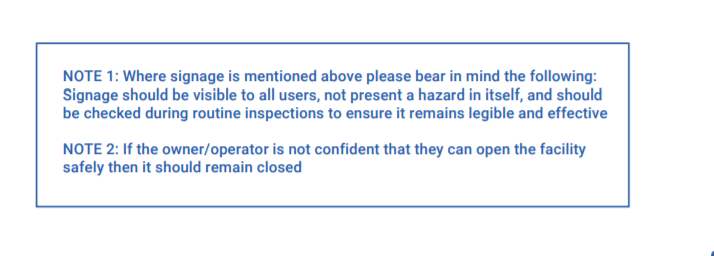 NOTE 1: Where signage is mentioned above please bear in mind the following:
Signage should be visible to all users, not present a hazard in itself, and should
be checked during routine inspections to ensure it remains legible and effective
NOTE 2: If the owner/operator is not confident that they can open the facility
safely then it should remain closed